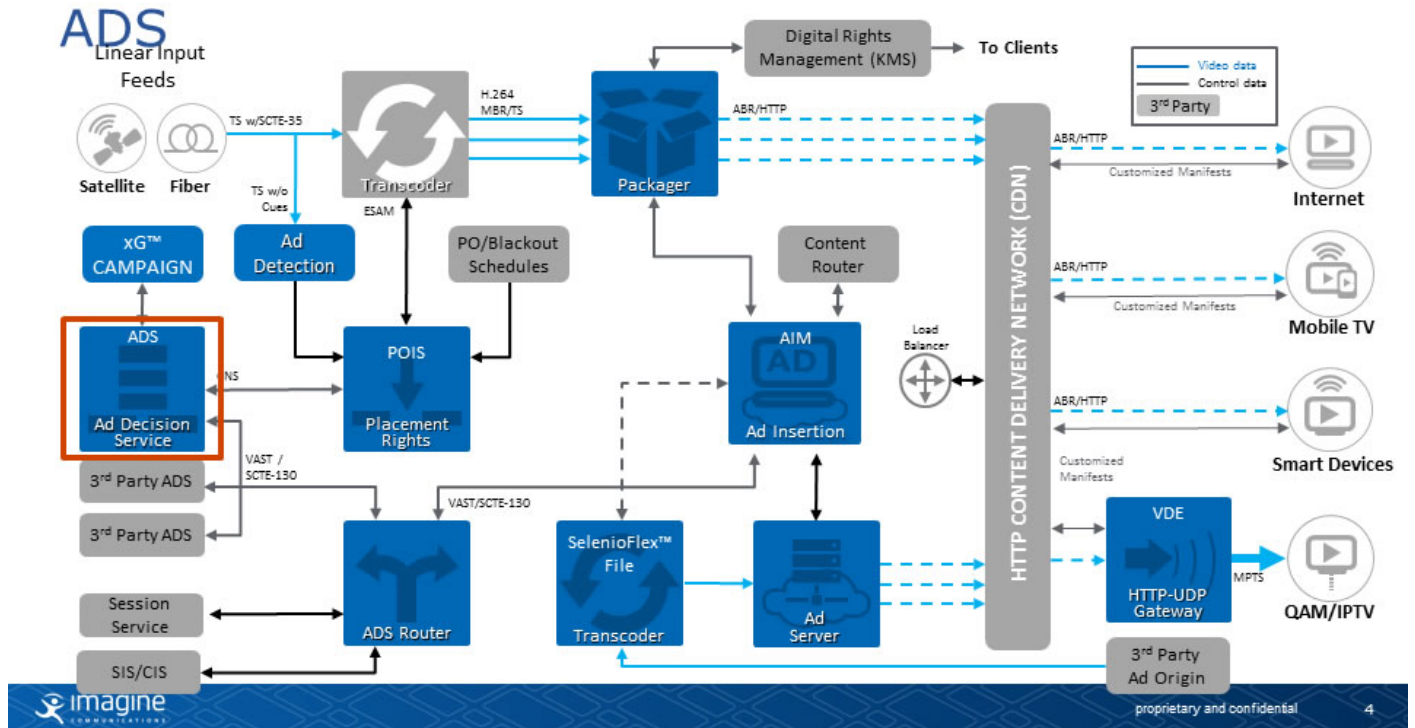 ADS
Linear Input
Feeds
Satellite
Fiber
TS w/SCTE-35
TS w/o
Cues
Transcoder
H.264
MBR/TS
ESAM
Packager
ABR/HTTP
Digital Rights
Management (KMS)
To Clients
Video data
Control data
3rd Party
ABR/HTTP
Customized Manifests
Internet
xG™
CAMPAIGN
Ad
Detection
PO/Blackout
Schedules
Content
Router
ABR/HTTP
Customized Manifests
Mobile TV
ADS
Ad Decision
Service
POIS
Placement
Rights
AIM
AD
Ad Insertion
Load
Balancer
HTTP CONTENT DELIVERY NETWORK (CDN)
ABR/HTTP
Customized
Manifests
Smart Devices
VAST /
SCTE-130
3rd Party ADS
3rd Party ADS
VAST/SCTE-130
ADS Router
Session
Service
SIS/CIS
SelenioFlex™
File
Transcoder
Ad
Server
VDE
HTTP-UDP
Gateway
MPTS
QAM/IPTV
3rd Party
Ad Origin
imagine
COMMUNICATIONS
proprietary and confidential
4